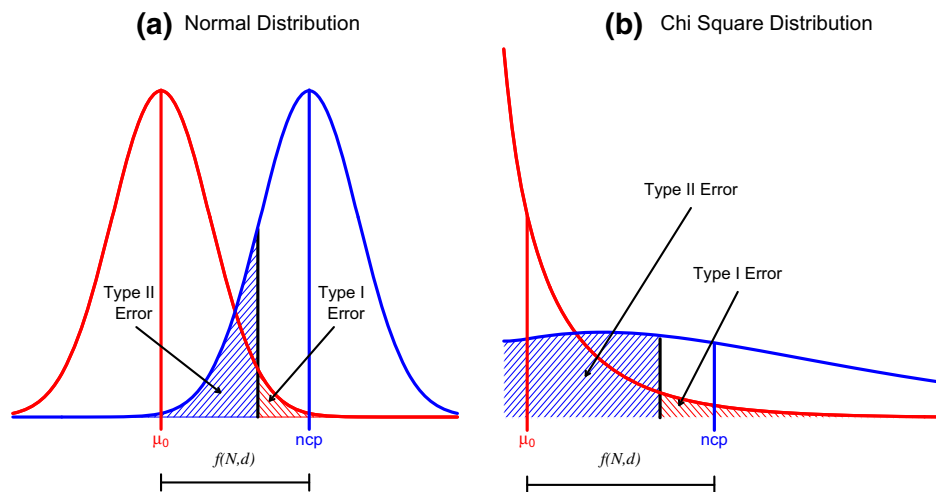 (a) Normal Distribution
(b) Chi Square Distribution
Type II
Error
Type I
Error
μ0
ncp
f(N,d)
Type II Error
Type I Error
μ0
ncp
f(N,d)